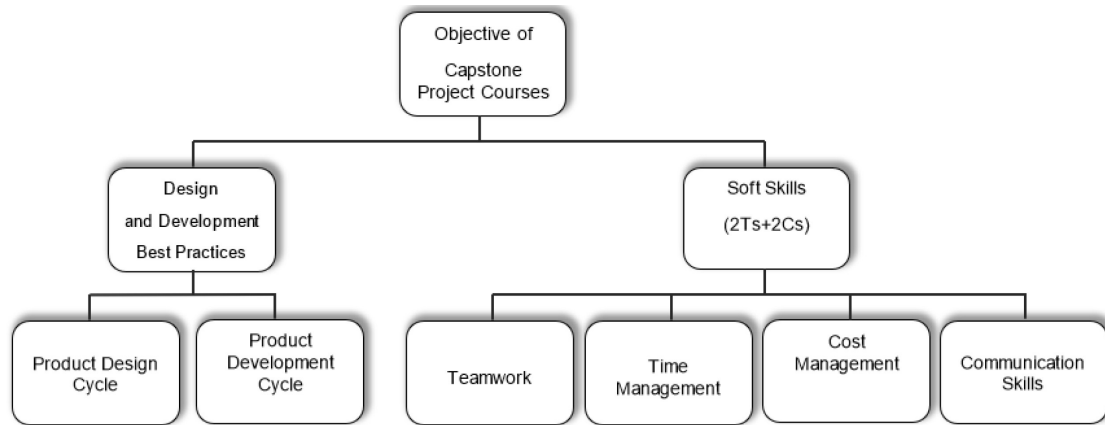 Objective of
Capstone
Project Courses
Design
and Development
Best Practices
Soft Skills
(2Ts+2Cs)
Product Design
Cycle
Product
Development
Cycle
Teamwork
Time
Management
Cost
Management
Communication
Skills